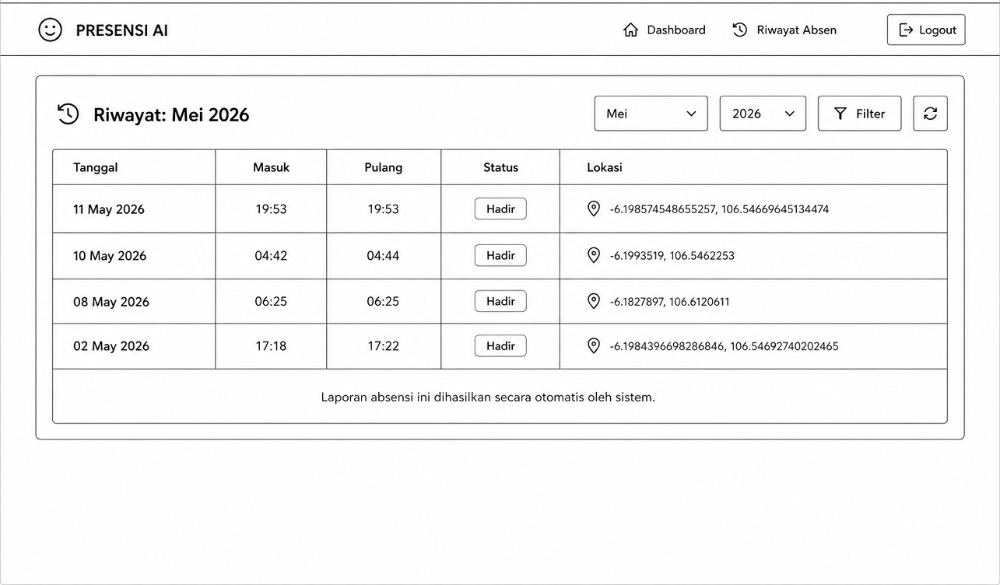 PRESENSI AI
Dashboard
Riwayat Absen
Logout
Riwayat: Mei 2026
Mei
2026
Filter
Tanggal Masuk Pulang Status Lokasi
11 May 2026 19:53 19:53 Hadir -6.198574548655257, 106.54669645134474
10 May 2026 04:42 04:44 Hadir -6.1993519, 106.5462253
08 May 2026 06:25 06:25 Hadir -6.1827897, 106.6120611
02 May 2026 17:18 17:22 Hadir -6.1984396698286846, 106.54692740202465
Laporan absensi ini dihasilkan secara otomatis oleh sistem.